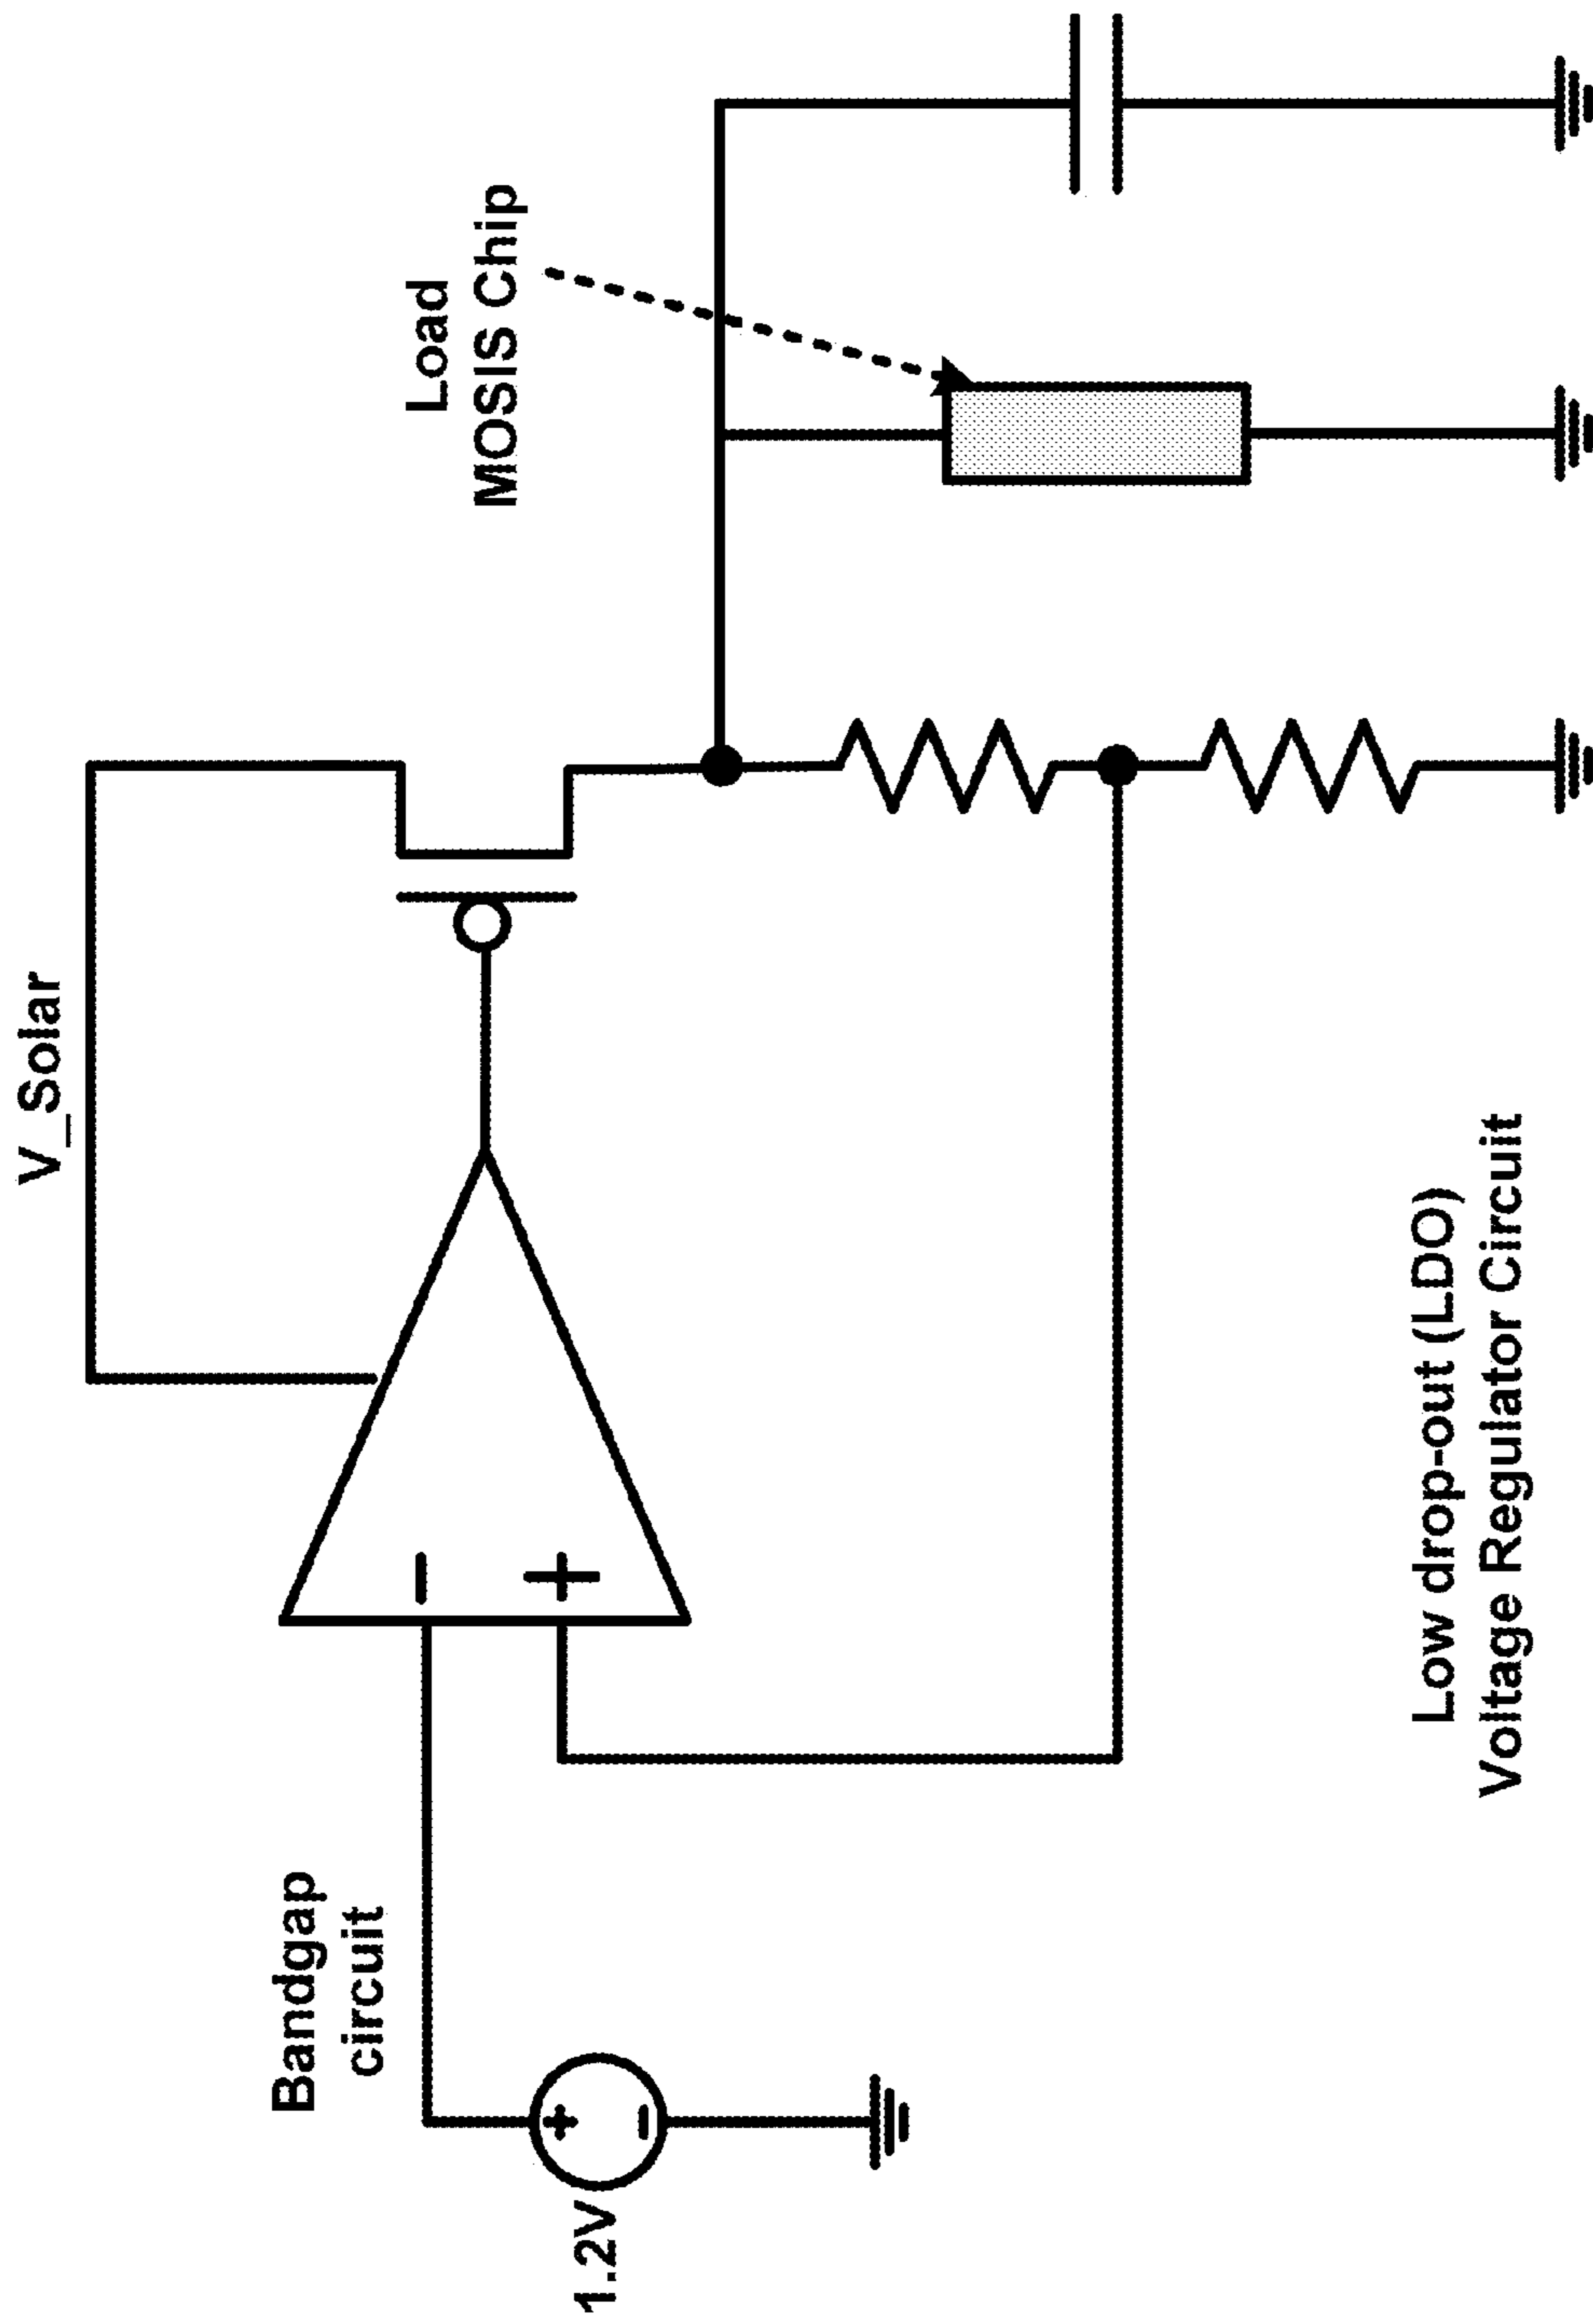 V_Solar
Load
MOSIS Chip
Bandgap
circuit
−
+
+
−
1.2V
Low drop-out (LDO)
Voltage Regulator Circuit